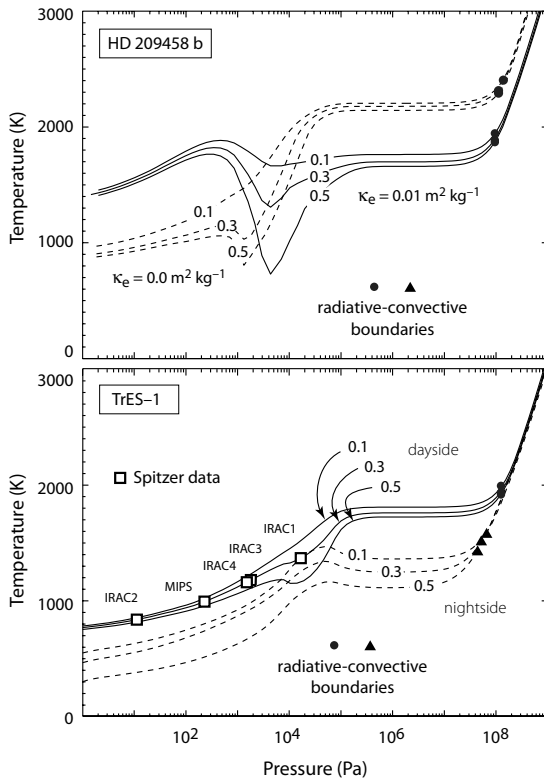 3000
HD 209458 b
2000
0.1
0.3
κe = 0.01 m² kg⁻¹
0.5
0.1
0.3
0.5
1000
κe = 0.0 m² kg⁻¹
radiative-convective
boundaries
0
Temperature (K)
3000
TrES–1
0.1
dayside
0.3
Spitzer data
0.5
2000
IRAC1
IRAC3
IRAC4
0.1
MIPS
0.3
IRAC2
0.5
1000
nightside
radiative-convective
boundaries
0
Temperature (K)
10² 10³ 10⁴ 10⁵ 10⁶ 10⁷ 10⁸
Pressure (Pa)